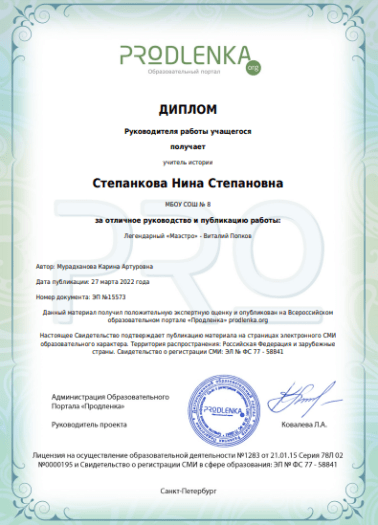 PRODLENKA
.org
Образовательный портал
ДИПЛОМ
Руководителя работы учащегося
получает
учитель истории
Степанкова Нина Степановна
МБОУ СОШ № 8
за отличное руководство и публикацию работы:
Легендарный «Маэстро» - Виталий Попков
PRO
Автор: Мурадханова Карина Артуровна
Дата публикации: 27 марта 2022 года
Номер документа: ЭП №15573
Данный материал получил положительную экспертную оценку и опубликован на Всероссийском
образовательном портале «Продленка» prodlenka.org
Настоящее Свидетельство подтверждает публикацию материала на страницах электронного СМИ
образовательного характера. Территория распространения: Российская Федерация и зарубежные
страны. Свидетельство о регистрации СМИ: ЭЛ № ФС 77 - 58841
Администрация Образовательного
Портала «Продленка»
PRODLENKA
Руководитель проекта
Ковалева Л.А.
Лицензия на осуществление образовательной деятельности №1283 от 21.01.15 Серия 78Л 02
№0000195 и Свидетельство о регистрации СМИ в сфере образования: ЭЛ № ФС 77 - 58841
Санкт-Петербург